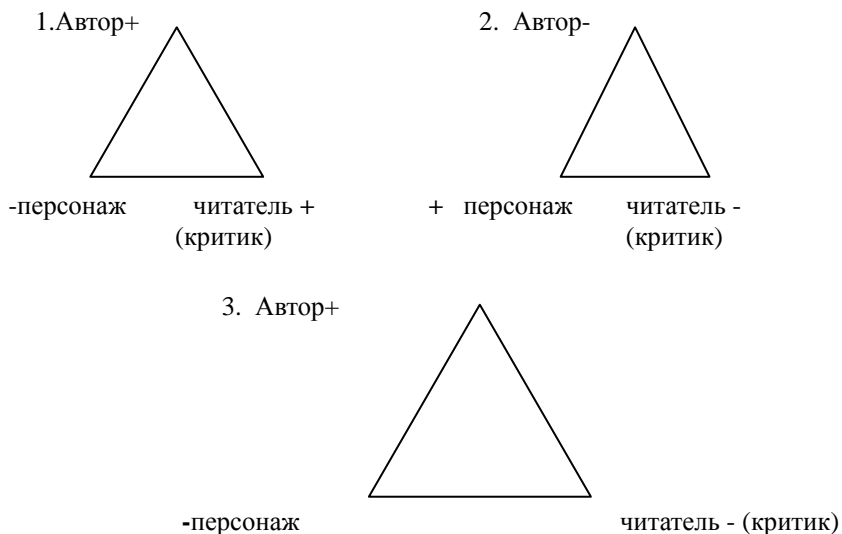 1.Автор+ 2. Автор-
-персонаж читатель + + персонаж читатель -
(критик) (критик)
3. Автор+
-персонаж читатель - (критик)